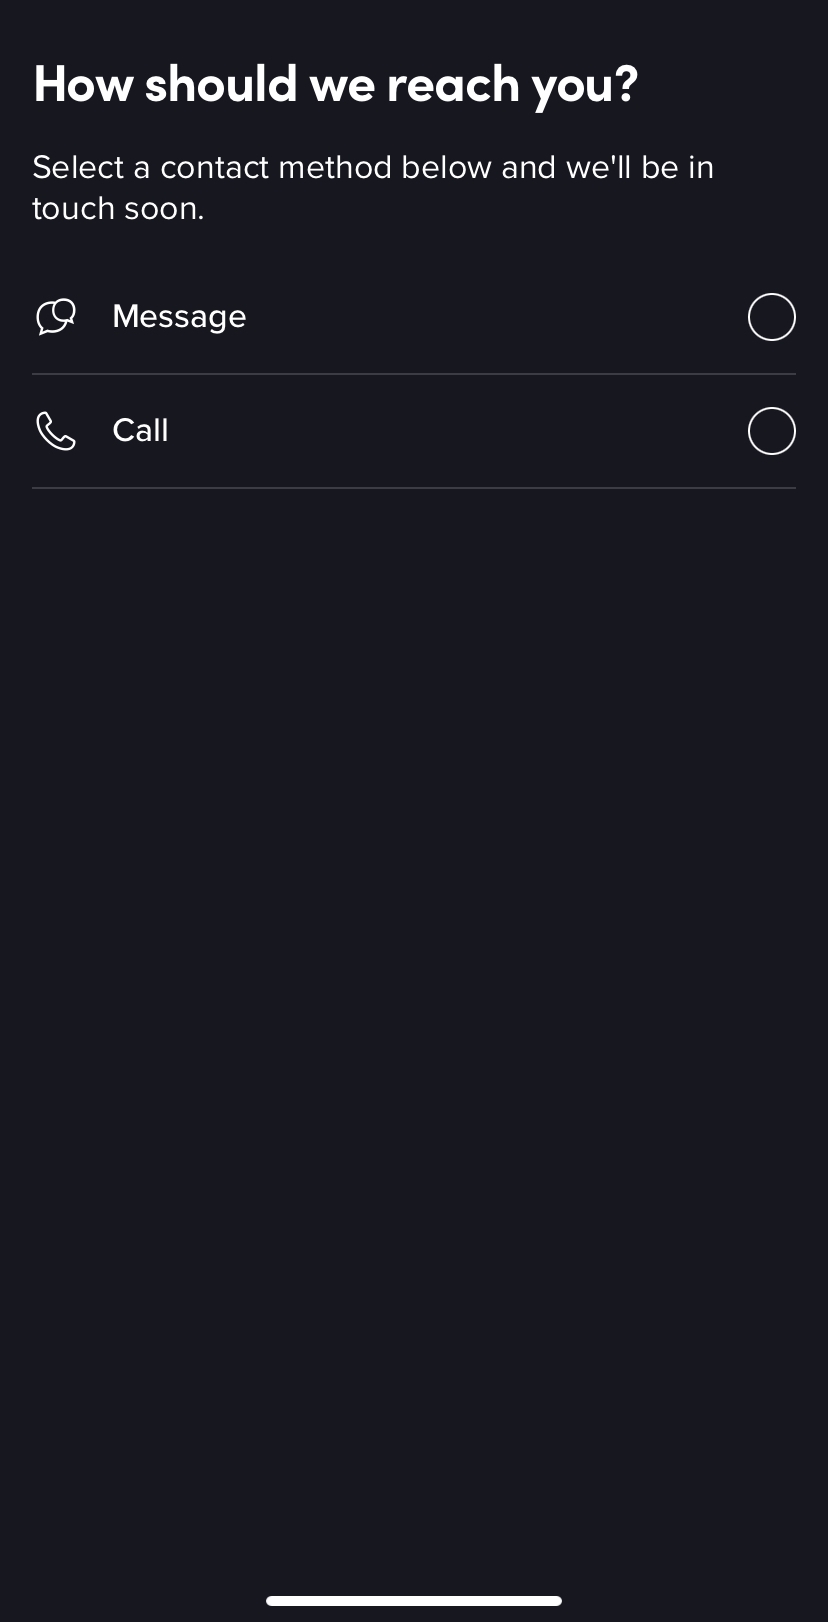 How should we reach you?
Select a contact method below and we'll be in
touch soon.
Message
Call